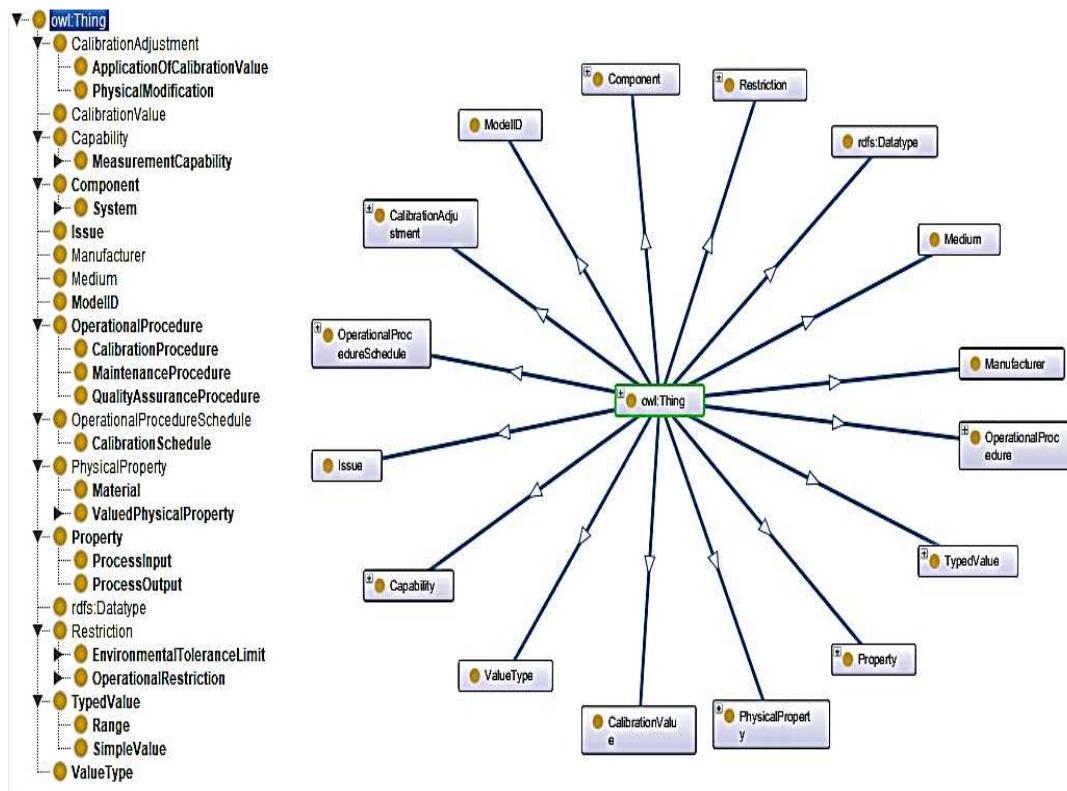 owl:Thing
CalibrationAdjustment
ApplicationOfCalibrationValue
PhysicalModification
CalibrationValue
Capability
MeasurementCapability
Component
System
Issue
Manufacturer
Medium
ModelID
OperationalProcedure
CalibrationProcedure
MaintenanceProcedure
QualityAssuranceProcedure
OperationalProcedureSchedule
CalibrationSchedule
PhysicalProperty
Material
ValuedPhysicalProperty
Property
ProcessInput
ProcessOutput
rdfs:Datatype
Restriction
EnvironmentalToleranceLimit
OperationalRestriction
TypedValue
Range
SimpleValue
ValueType
Component
Restriction
ModelID
rdfs:Datatype
CalibrationAdju
stment
Medium
OperationalProc
edureSchedule
Manufacturer
owl:Thing
OperationalProc
edure
Issue
TypedValue
Capability
Property
ValueType
CalibrationValu
e
PhysicalPropert
y